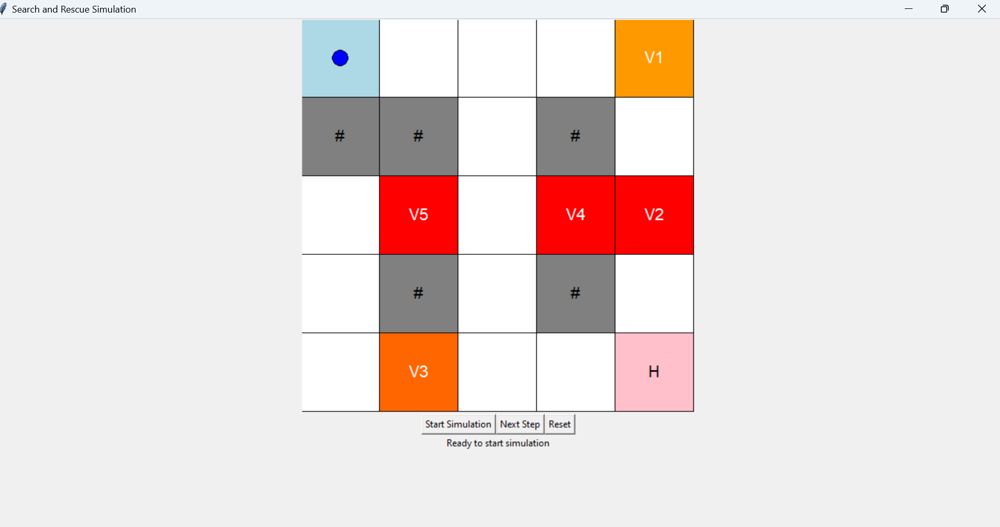 Search and Rescue Simulation
V1
# # #
V5 V4 V2
# #
V3 H
Start Simulation Next Step Reset
Ready to start simulation